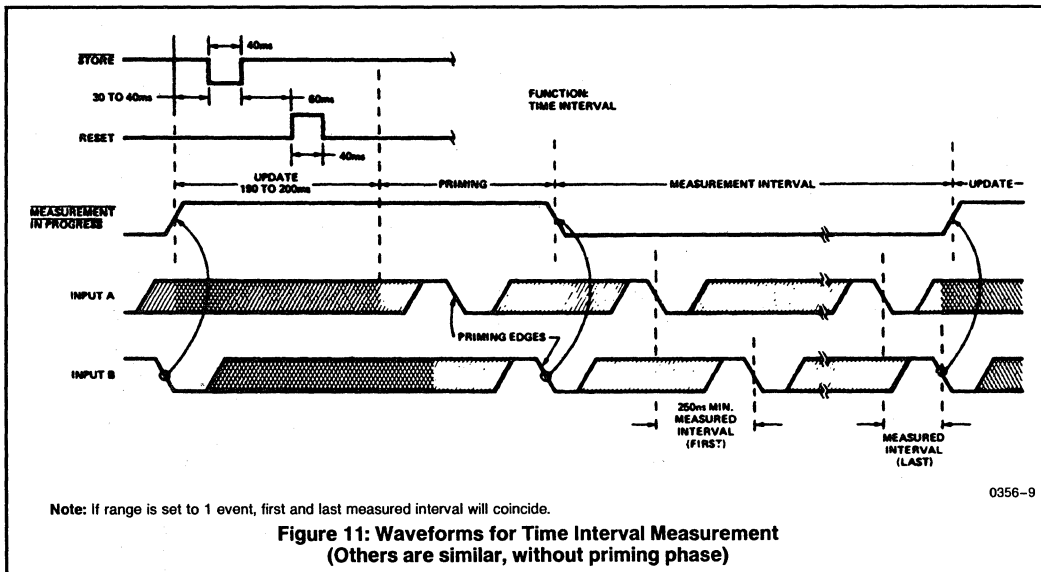 40ms
STORE
30 TO 40ms
60ms
FUNCTION:
TIME INTERVAL
RESET
40ms
UPDATE
190 TO 200ms
PRIMING
MEASUREMENT INTERVAL
UPDATE
MEASUREMENT
IN PROGRESS
INPUT A
PRIMING EDGES
INPUT B
250ns MIN.
MEASURED
INTERVAL
(FIRST)
MEASURED
INTERVAL
(LAST)
0356-9
Note: If range is set to 1 event, first and last measured interval will coincide.
Figure 11: Waveforms for Time Interval Measurement
(Others are similar, without priming phase)